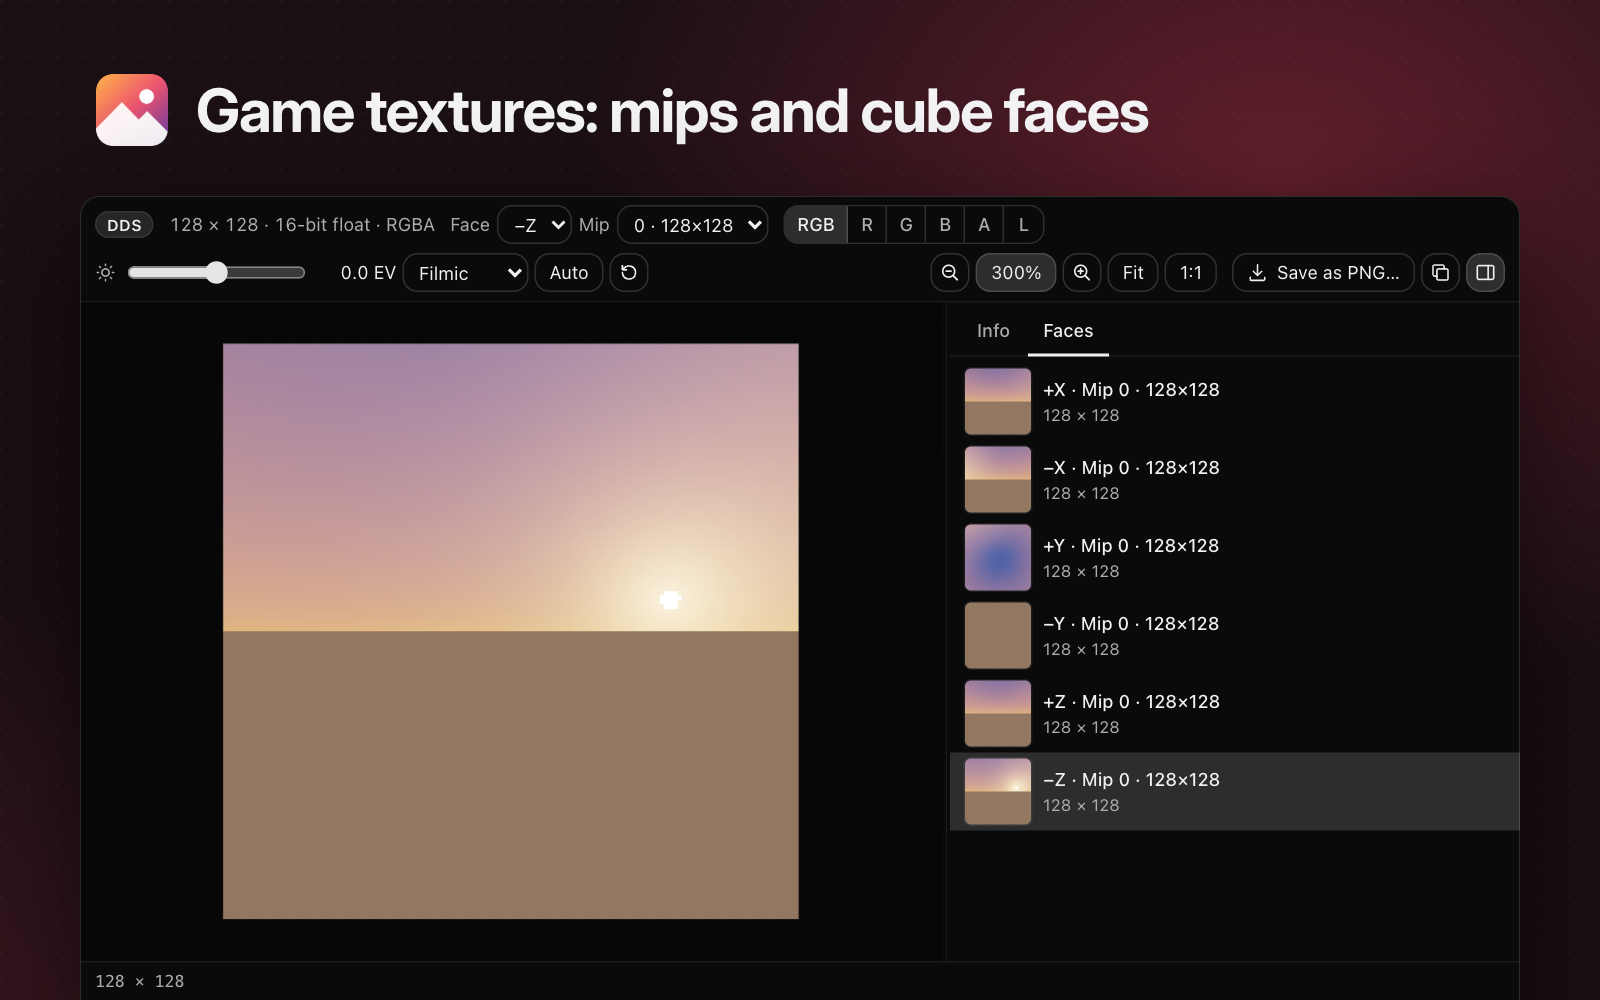 Game textures: mips and cube faces
DDS 128 × 128 · 16-bit float · RGBA Face −Z Mip 0 · 128×128 RGB R G B A L
0.0 EV Filmic Auto 300% Fit 1:1 Save as PNG...
Info Faces
+X · Mip 0 · 128×128
128 × 128
−X · Mip 0 · 128×128
128 × 128
+Y · Mip 0 · 128×128
128 × 128
−Y · Mip 0 · 128×128
128 × 128
+Z · Mip 0 · 128×128
128 × 128
−Z · Mip 0 · 128×128
128 × 128
128 × 128